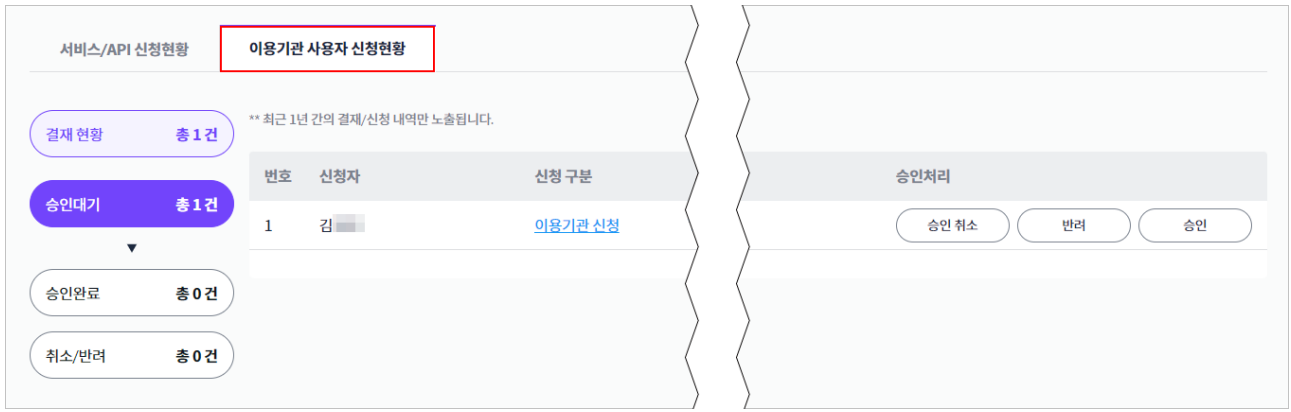 서비스/API 신청현황 이용기관 사용자 신청현황
결재 현황 총 1 건
** 최근 1년 간의 결재/신청 내역만 노출됩니다.
승인대기 총 1 건
▼
승인완료 총 0 건
취소/반려 총 0 건
번호 신청자 신청 구분 승인처리
1 김 이용기관 신청 승인 취소 반려 승인